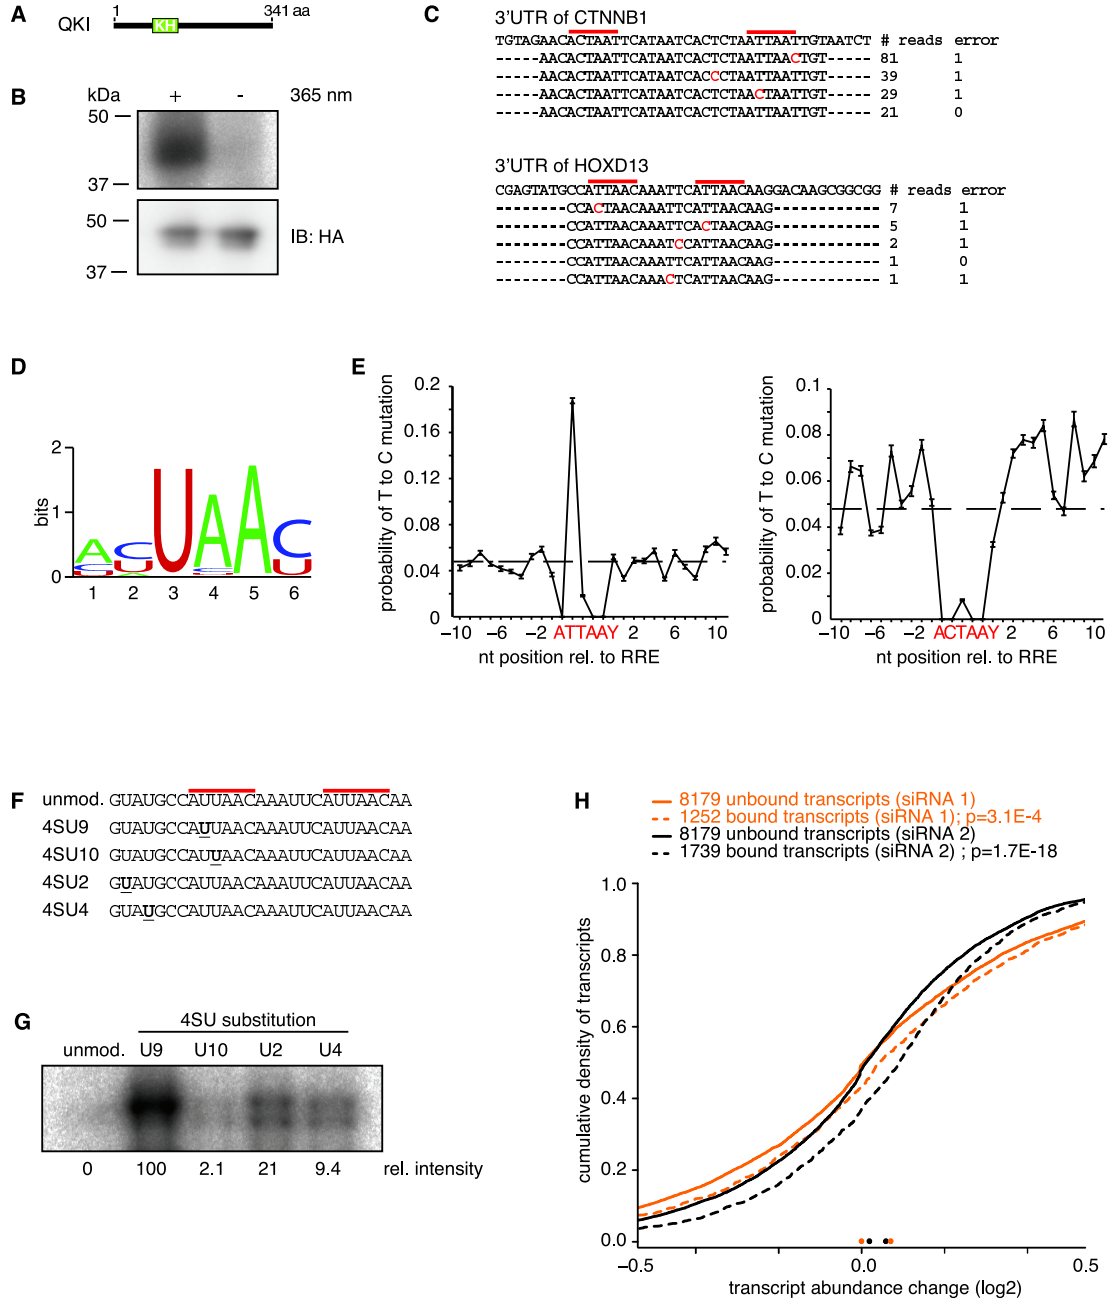 A
1
341 aa
QKI
KH
B
kDa
+
-
365 nm
50
37
50
37
IB: HA
C
3'UTR of CTNNB1
TGTAGAACACTAATTCATAATCACTCTAATTAATTGTAATCT # reads error
-----AACACTAATTCATAATCACTCTAATTAACTGT----- 81 1
-----AACACTAATTCATAATCACCCTAATTAATTGT----- 39 1
-----AACACTAATTCATAATCACTCTAACTAATTGT----- 29 1
-----AACACTAATTCATAATCACTCTAATTAATTGT----- 21 0
3'UTR of HOXD13
CGAGTATGCCATTAACAAATTCATTAACAAGGACAAGCGGCGG # reads error
--------CCACTAACAAATTCATTAACAAG------------ 7 1
--------CCATTAACAAATTCACTAACAAG------------ 5 1
--------CCATTAACAAATCCATTAACAAG------------ 2 1
--------CCATTAACAAATTCATTAACAAG------------ 1 0
--------CCATTAACAAACTCATTAACAAG------------ 1 1
D
2
bits
1
0
ACUAAC
1 2 3 4 5 6
E
0.2
0.16
0.12
0.08
0.04
0
probability of T to C mutation
−10 −6 −2 ATTAAY 2 6 10
nt position rel. to RRE
0.1
0.08
0.06
0.04
0.02
0
probability of T to C mutation
−10 −6 −2 ACTAAY 2 6 10
nt position rel. to RRE
F
unmod. GUAUGCCAUUAACAAAUUCAUUAACAA
4SU9 GUAUGCCAUUAACAAAUUCAUUAACAA
4SU10 GUAUGCCAUUAACAAAUUCAUUAACAA
4SU2 GUAUGCCAUUAACAAAUUCAUUAACAA
4SU4 GUAUGCCAUUAACAAAUUCAUUAACAA
G
4SU substitution
unmod. U9 U10 U2 U4
0 100 2.1 21 9.4 rel. intensity
H
8179 unbound transcripts (siRNA 1)
1252 bound transcripts (siRNA 1); p=3.1E-4
8179 unbound transcripts (siRNA 2)
1739 bound transcripts (siRNA 2) ; p=1.7E-18
1.0
0.8
0.6
0.4
0.2
0.0
cumulative density of transcripts
−0.5 0.0 0.5
transcript abundance change (log2)